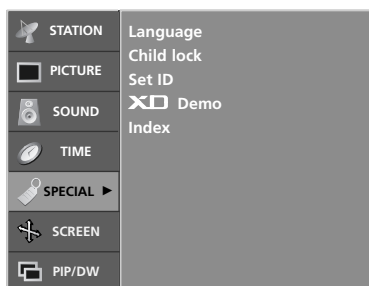 STATION
PICTURE
SOUND
TIME
SPECIAL ►
SCREEN
PIP/DW
Language
Child lock
Set ID
XD Demo
Index